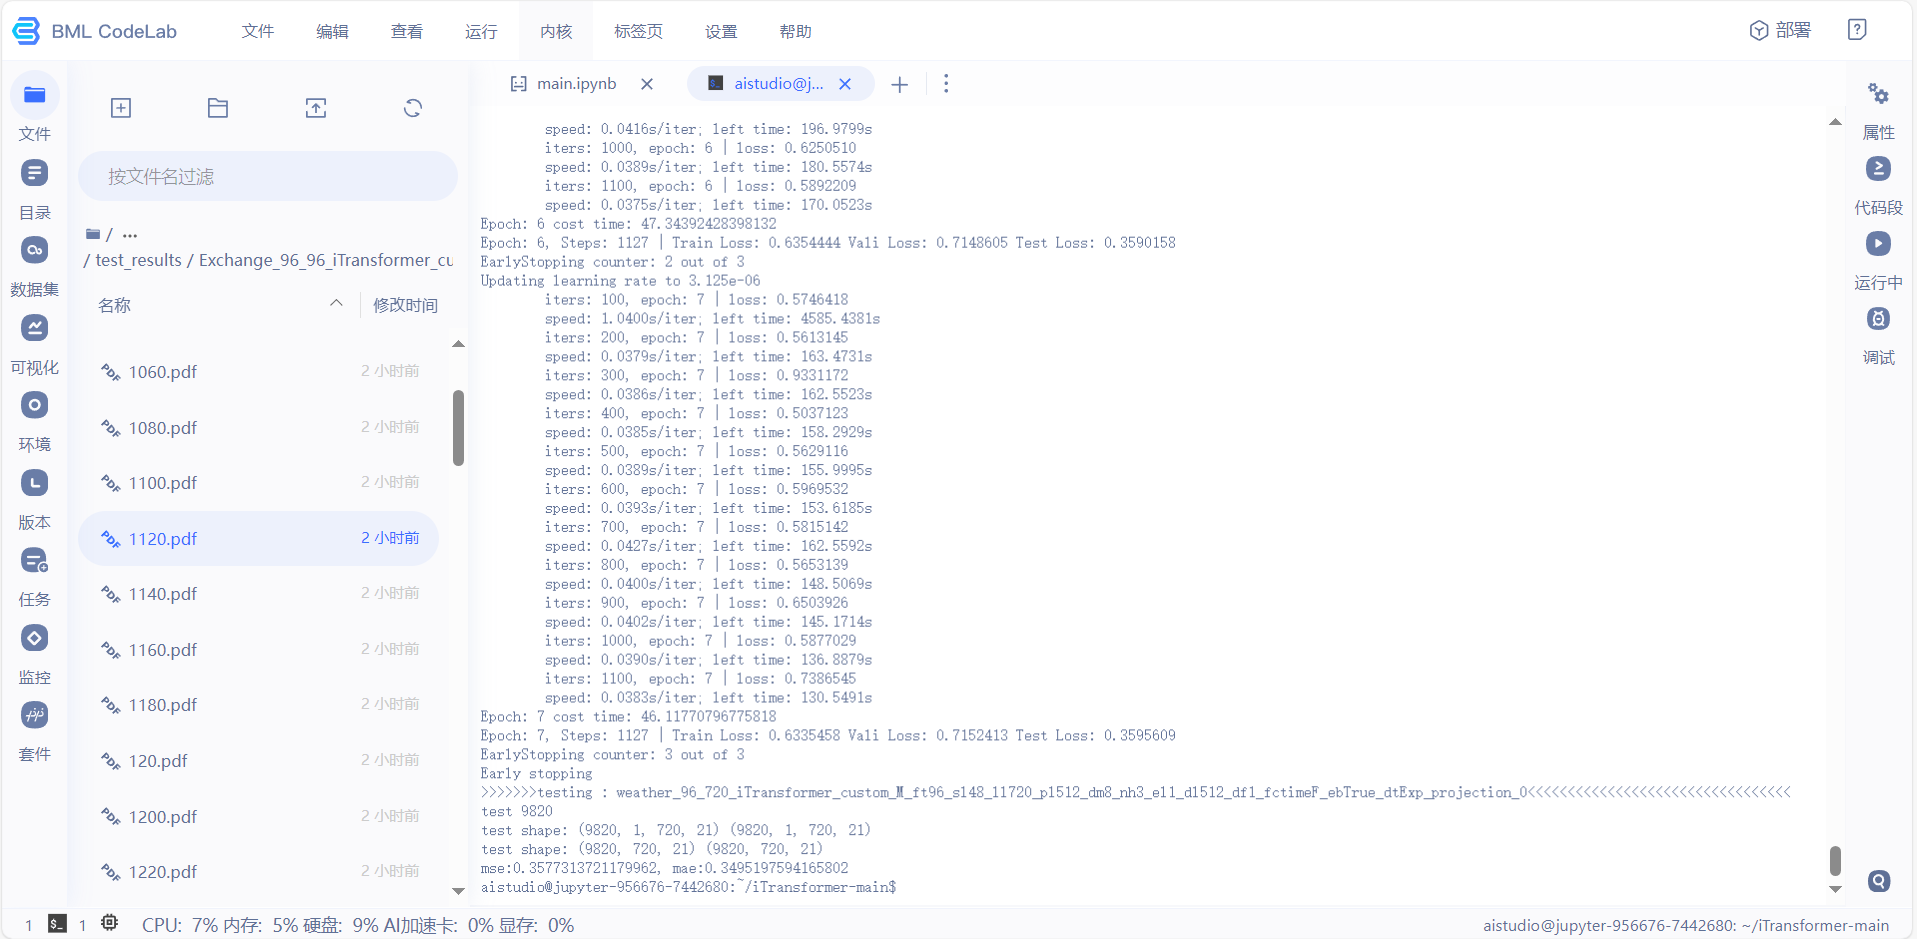 BML CodeLab 文件 编辑 查看 运行 内核 标签页 设置 帮助 部署
main.ipynb aistudio@j...
文件
目录
数据集
可视化
环境
版本
任务
监控
套件
按文件名过滤
/ ...
/ test_results / Exchange_96_96_iTransformer_cu
名称 修改时间
1060.pdf 2 小时前
1080.pdf 2 小时前
1100.pdf 2 小时前
1120.pdf 2 小时前
1140.pdf 2 小时前
1160.pdf 2 小时前
1180.pdf 2 小时前
120.pdf 2 小时前
1200.pdf 2 小时前
1220.pdf 2 小时前
speed: 0.0416s/iter; left time: 196.9799s
iters: 1000, epoch: 6 | loss: 0.6250510
speed: 0.0389s/iter; left time: 180.5574s
iters: 1100, epoch: 6 | loss: 0.5892209
speed: 0.0375s/iter; left time: 170.0523s
Epoch: 6 cost time: 47.34392428398132
Epoch: 6, Steps: 1127 | Train Loss: 0.6354444 Vali Loss: 0.7148605 Test Loss: 0.3590158
EarlyStopping counter: 2 out of 3
Updating learning rate to 3.125e-06
iters: 100, epoch: 7 | loss: 0.5746418
speed: 1.0400s/iter; left time: 4585.4381s
iters: 200, epoch: 7 | loss: 0.5613145
speed: 0.0379s/iter; left time: 163.4731s
iters: 300, epoch: 7 | loss: 0.9331172
speed: 0.0386s/iter; left time: 162.5523s
iters: 400, epoch: 7 | loss: 0.5037123
speed: 0.0385s/iter; left time: 158.2929s
iters: 500, epoch: 7 | loss: 0.5629116
speed: 0.0389s/iter; left time: 155.9995s
iters: 600, epoch: 7 | loss: 0.5969532
speed: 0.0393s/iter; left time: 153.6185s
iters: 700, epoch: 7 | loss: 0.5815142
speed: 0.0427s/iter; left time: 162.5592s
iters: 800, epoch: 7 | loss: 0.5653139
speed: 0.0400s/iter; left time: 148.5069s
iters: 900, epoch: 7 | loss: 0.6503926
speed: 0.0402s/iter; left time: 145.1714s
iters: 1000, epoch: 7 | loss: 0.5877029
speed: 0.0390s/iter; left time: 136.8879s
iters: 1100, epoch: 7 | loss: 0.7386545
speed: 0.0383s/iter; left time: 130.5491s
Epoch: 7 cost time: 46.11770796775818
Epoch: 7, Steps: 1127 | Train Loss: 0.6335458 Vali Loss: 0.7152413 Test Loss: 0.3595609
EarlyStopping counter: 3 out of 3
Early stopping
>>>>>>>testing : weather_96_720_iTransformer_custom_M_ft96_sl48_ll720_pl512_dm8_nh3_el1_dl512_df1_fctimeF_ebTrue_dtExp_projection_0<<<<<<<<<<<<<<<<<<<<<<<<<<<<<<<<<
test 9820
test shape: (9820, 1, 720, 21) (9820, 1, 720, 21)
test shape: (9820, 720, 21) (9820, 720, 21)
mse:0.3577313721179962, mae:0.3495197594165802
aistudio@jupyter-956676-7442680:~/iTransformer-main$
属性
代码段
运行中
调试
1 1 CPU: 7% 内存: 5% 硬盘: 9% AI加速卡: 0% 显存: 0% aistudio@jupyter-956676-7442680: ~/iTransformer-main